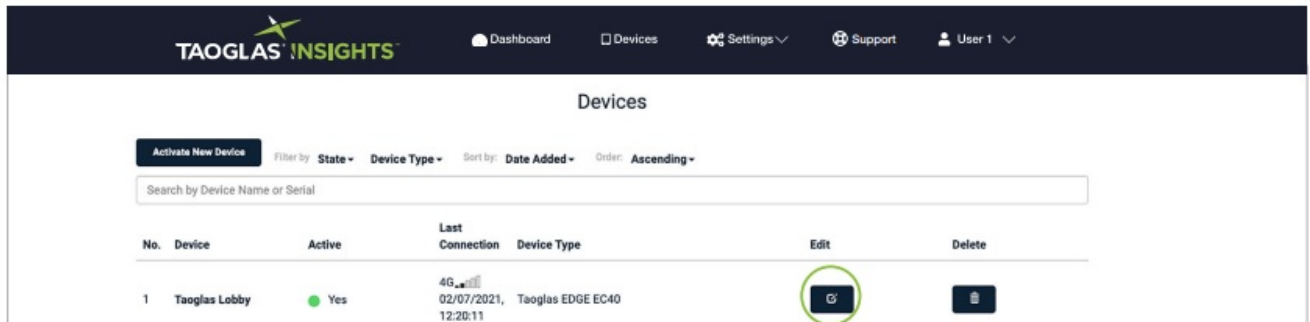 TAOGLAS INSIGHTS Dashboard Devices Settings Support User 1
Devices
Activate New Device Filter by State Device Type Sort by: Date Added Order: Ascending
Search by Device Name or Serial
No. Device Active Last Connection Device Type Edit Delete
1 Taoglas Lobby Yes 4G 02/07/2021, 12:20:11 Taoglas EDGE EC40